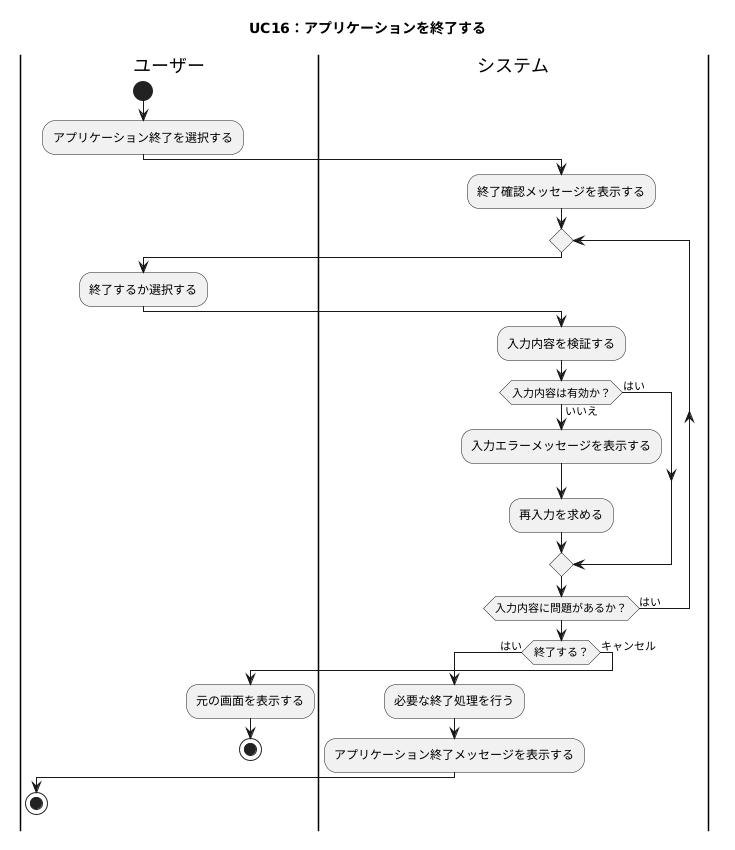 UC16：アプリケーションを終了する
ユーザー
システム
アプリケーション終了を選択する
終了確認メッセージを表示する
終了するか選択する
入力内容を検証する
入力内容は有効か？
はい
いいえ
入力エラーメッセージを表示する
再入力を求める
入力内容に問題があるか？
はい
はい
終了する？
キャンセル
元の画面を表示する
必要な終了処理を行う
アプリケーション終了メッセージを表示する